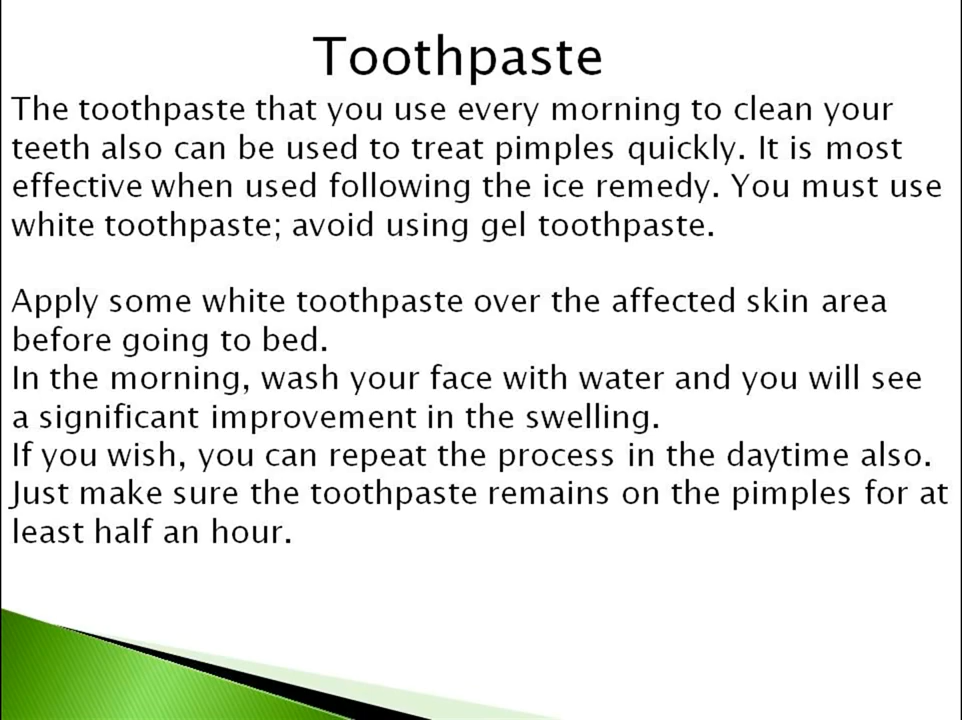 Toothpaste
The toothpaste that you use every morning to clean your
teeth also can be used to treat pimples quickly. It is most
effective when used following the ice remedy. You must use
white toothpaste; avoid using gel toothpaste.
Apply some white toothpaste over the affected skin area
before going to bed.
In the morning, wash your face with water and you will see
a significant improvement in the swelling.
If you wish, you can repeat the process in the daytime also.
Just make sure the toothpaste remains on the pimples for at
least half an hour.